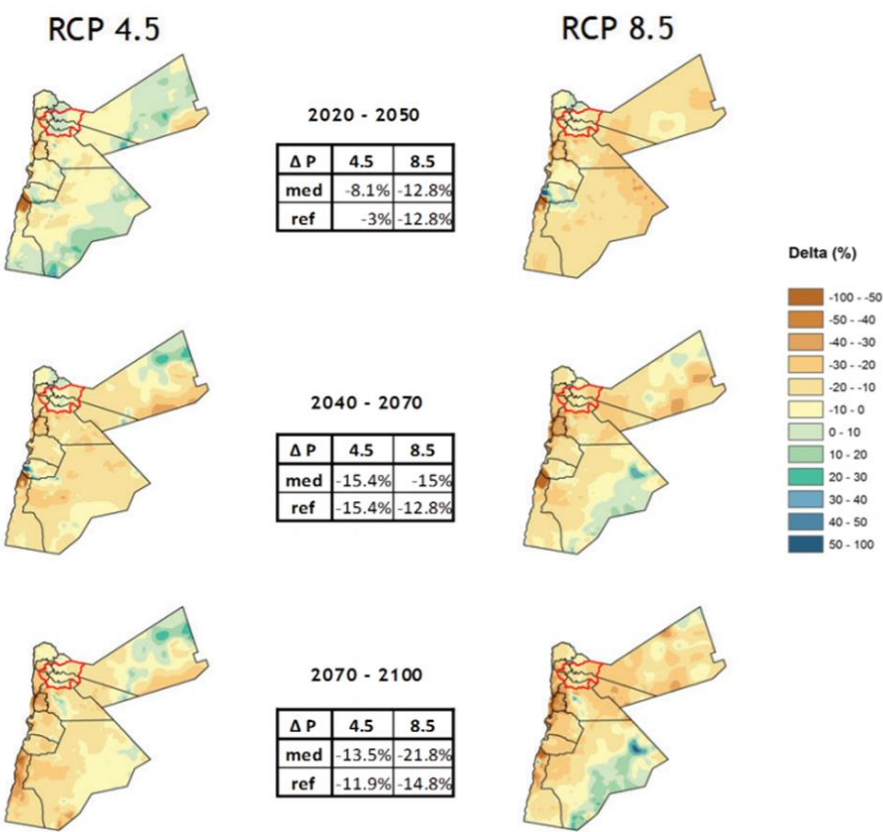 RCP 4.5
RCP 8.5
2020 - 2050
Δ P 4.5 8.5
med -8.1% -12.8%
ref -3% -12.8%
2040 - 2070
Δ P 4.5 8.5
med -15.4% -15%
ref -15.4% -12.8%
2070 - 2100
Δ P 4.5 8.5
med -13.5% -21.8%
ref -11.9% -14.8%
Delta (%)
-100 - -50
-50 - -40
-40 - -30
-30 - -20
-20 - -10
-10 - 0
0 - 10
10 - 20
20 - 30
30 - 40
40 - 50
50 - 100